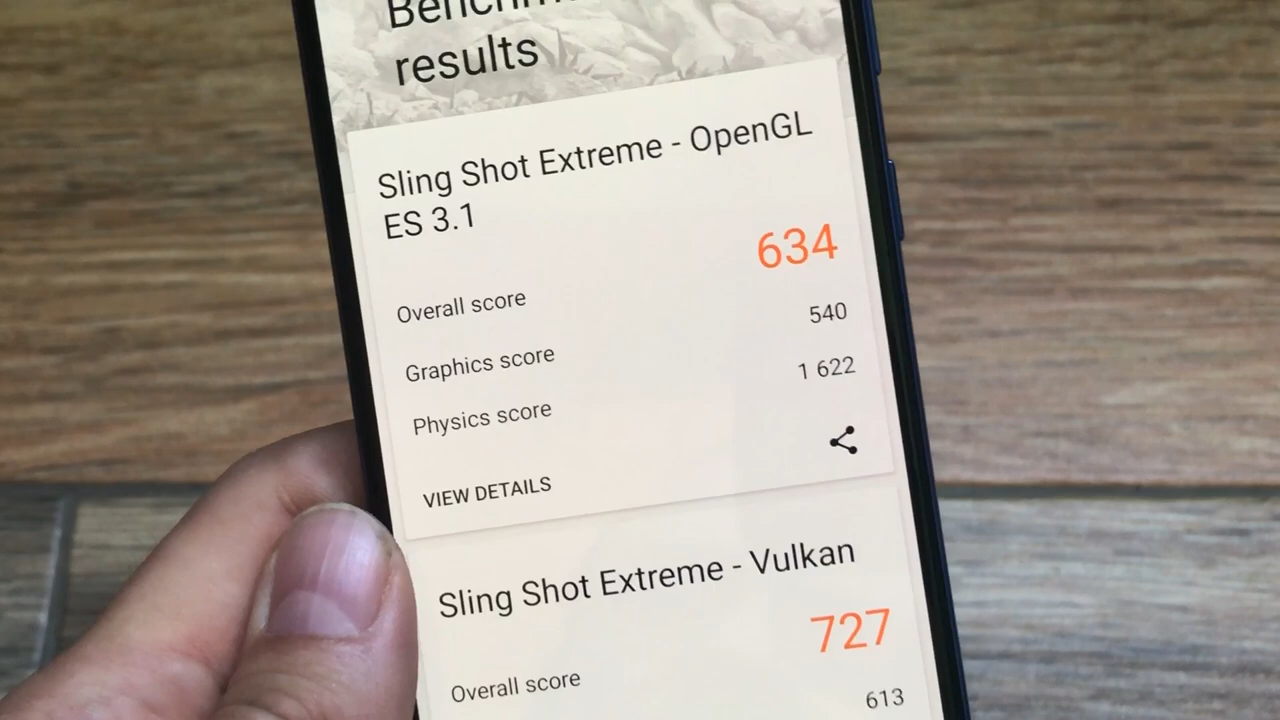 results
Sling Shot Extreme - OpenGL
ES 3.1
634
Overall score
540
Graphics score
1 622
Physics score
VIEW DETAILS
Sling Shot Extreme - Vulkan
727
Overall score
613